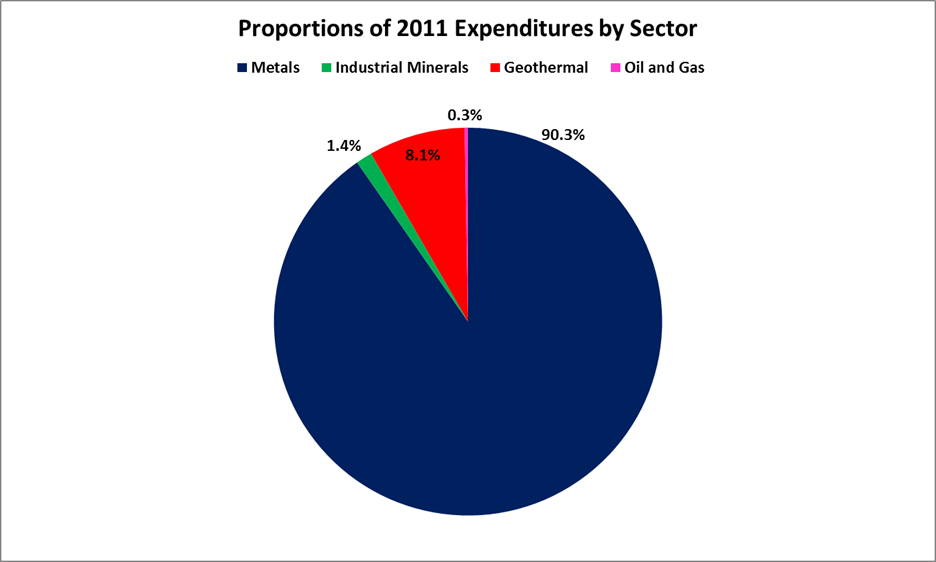 Proportions of 2011 Expenditures by Sector
Metals Industrial Minerals Geothermal Oil and Gas
0.3%
90.3%
1.4%
8.1%